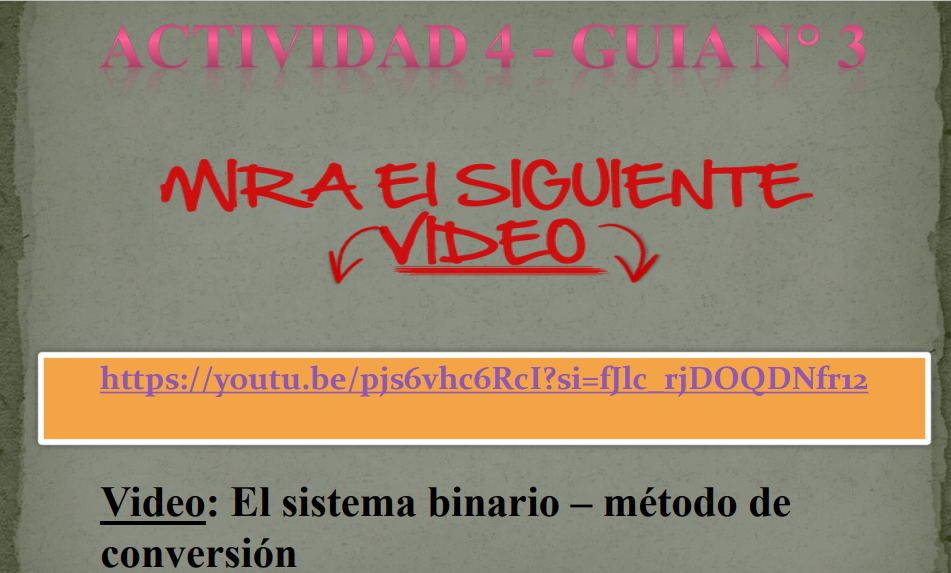 ACTIVIDAD 4 - GUIA N° 3
MIRA El SIGUIENTE
VIDEO
https://youtu.be/pjs6vhc6RcI?si=fJlc_rjDOQDNfr12
Video: El sistema binario – método de
conversión